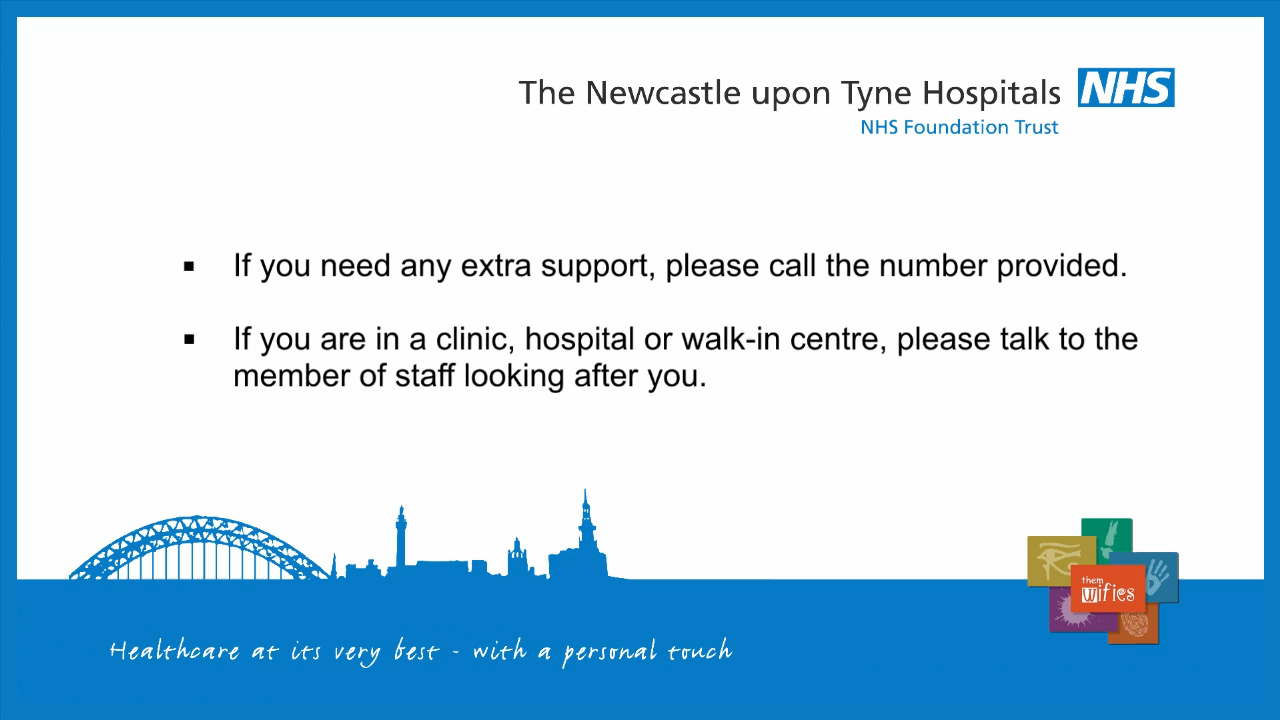 The Newcastle upon Tyne Hospitals NHS
NHS Foundation Trust
▪ If you need any extra support, please call the number provided.
▪ If you are in a clinic, hospital or walk-in centre, please talk to the
member of staff looking after you.
them
wifies
Healthcare at its very best - with a personal touch